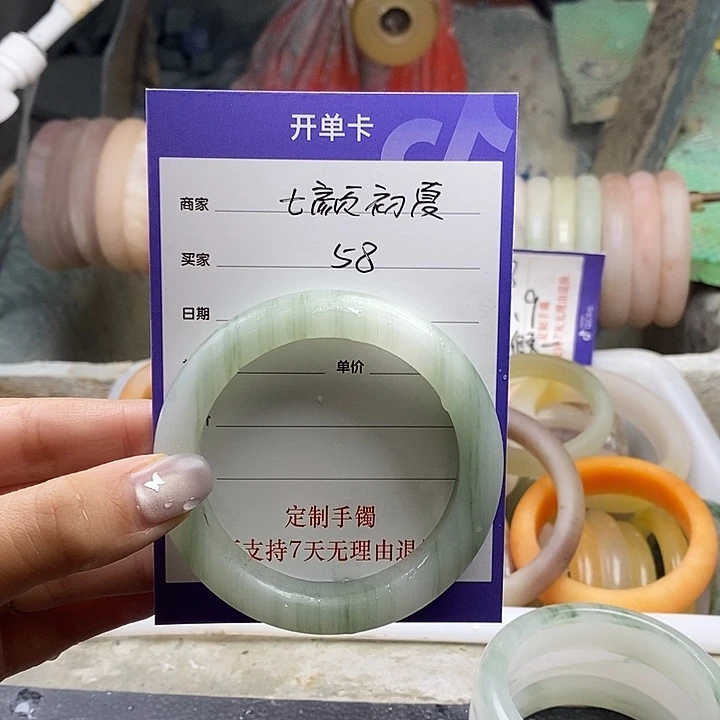 开单卡
商家 七颜初夏
买家 58
日期
单价
定制手镯
支持7天无理由退